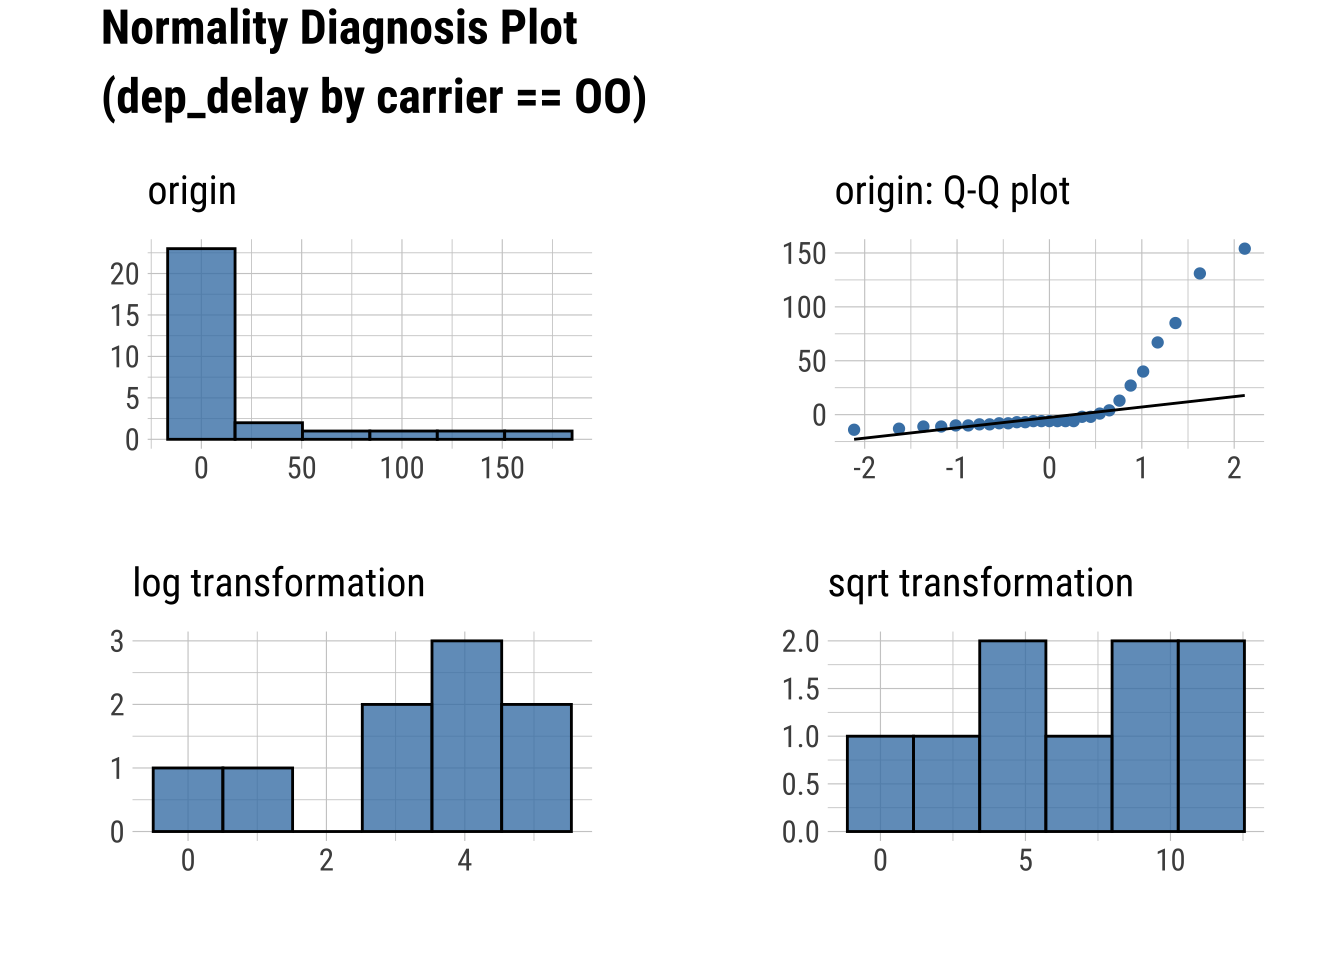 Normality Diagnosis Plot
(dep_delay by carrier == OO)
origin
20
15
10
5
0
0 50 100 150
origin: Q-Q plot
150
100
50
0
-2 -1 0 1 2
log transformation
3
2
1
0
0 2 4
sqrt transformation
2.0
1.5
1.0
0.5
0.0
0 5 10